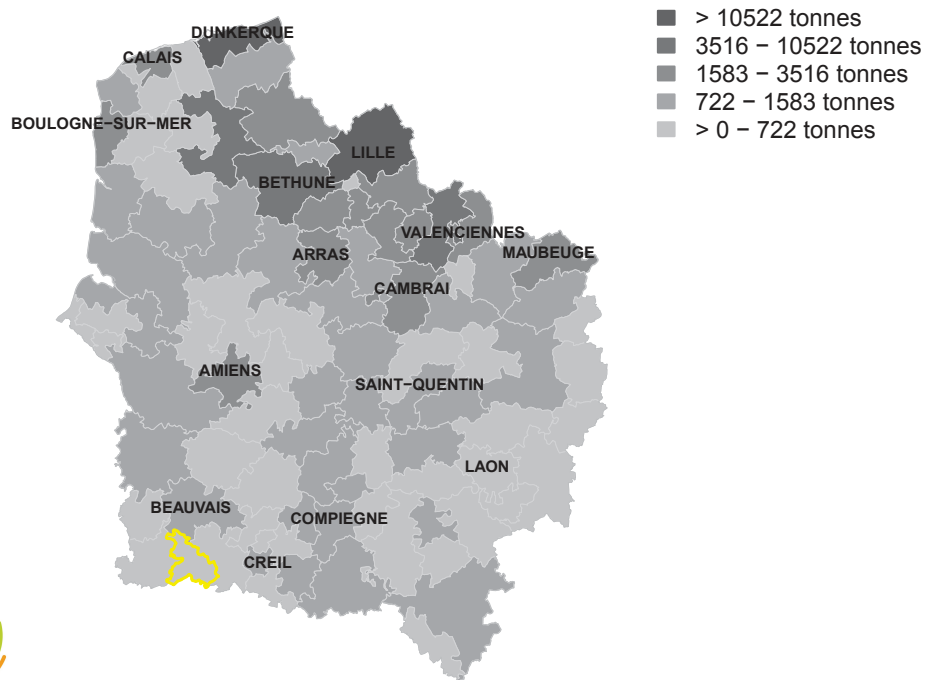 > 10522 tonnes
3516 − 10522 tonnes
1583 − 3516 tonnes
722 − 1583 tonnes
> 0 − 722 tonnes
DUNKERQUE
CALAIS
BOULOGNE−SUR−MER
LILLE
BETHUNE
VALENCIENNES
ARRAS
MAUBEUGE
CAMBRAI
AMIENS
SAINT−QUENTIN
LAON
BEAUVAIS
COMPIEGNE
CREIL